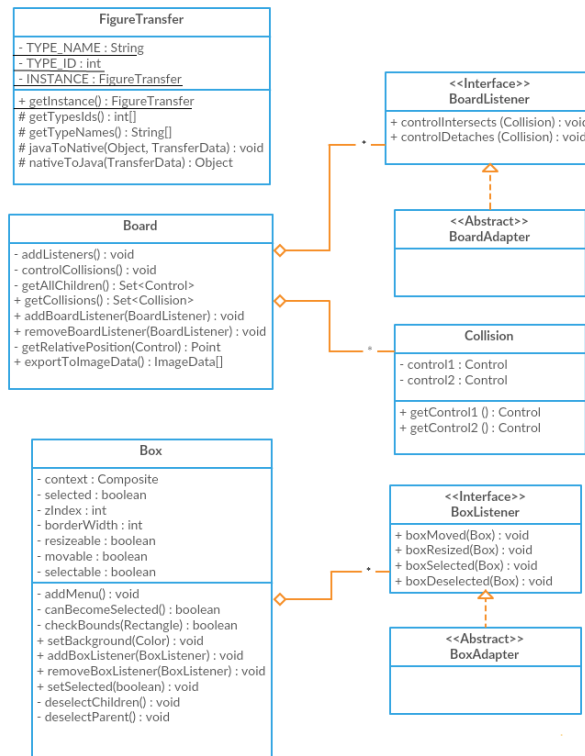 FigureTransfer
- TYPE_NAME : String
- TYPE_ID : int
- INSTANCE : FigureTransfer
+ getInstance() : FigureTransfer
# getTypesIds() : int[]
# getTypeNames() : String[]
# javaToNative(Object, TransferData) : void
# nativeToJava(TransferData) : Object
<<Interface>>
BoardListener
+ controlIntersects (Collision) : void
+ controlDetaches (Collision) : void
*
<<Abstract>>
BoardAdapter
Board
- addListeners() : void
- controlCollisions() : void
- getAllChildren() : Set<Control>
+ getCollisions() : Set<Collision>
+ addBoardListener(BoardListener) : void
+ removeBoardListener(BoardListener) : void
- getRelativePosition(Control) : Point
+ exportToImageData() : ImageData[]
*
Collision
- control1 : Control
- control2 : Control
+ getControl1 () : Control
+ getControl2 () : Control
Box
- context : Composite
- selected : boolean
- zIndex : int
- borderWidth : int
- resizeable : boolean
- movable : boolean
- selectable : boolean
- addMenu() : void
- canBecomeSelected() : boolean
- checkBounds(Rectangle) : boolean
+ setBackground(Color) : void
+ addBoxListener(BoxListener) : void
+ removeBoxListener(BoxListener) : void
+ setSelected(boolean) : void
- deselectChildren() : void
- deselectParent() : void
*
<<Interface>>
BoxListener
+ boxMoved(Box) : void
+ boxResized(Box) : void
+ boxSelected(Box) : void
+ boxDeselected(Box) : void
<<Abstract>>
BoxAdapter